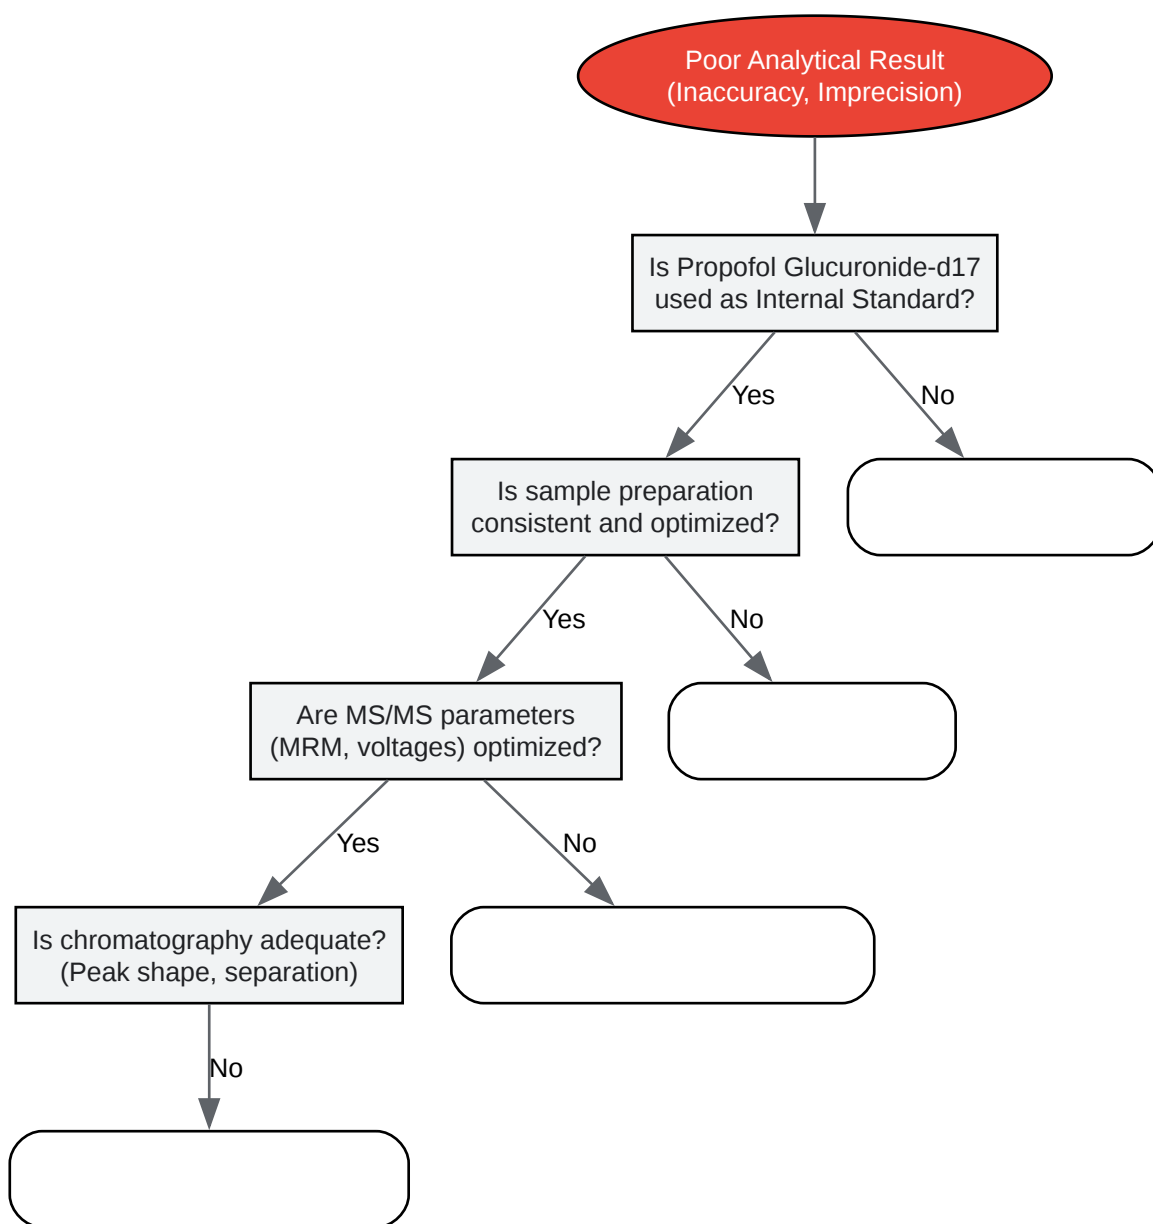 Poor Analytical Result
(Inaccuracy, Imprecision)
Is Propofol Glucuronide-d17
used as Internal Standard?
Yes
No
Is sample preparation
consistent and optimized?
Yes
No
Are MS/MS parameters
(MRM, voltages) optimized?
Yes
No
Is chromatography adequate?
(Peak shape, separation)
No